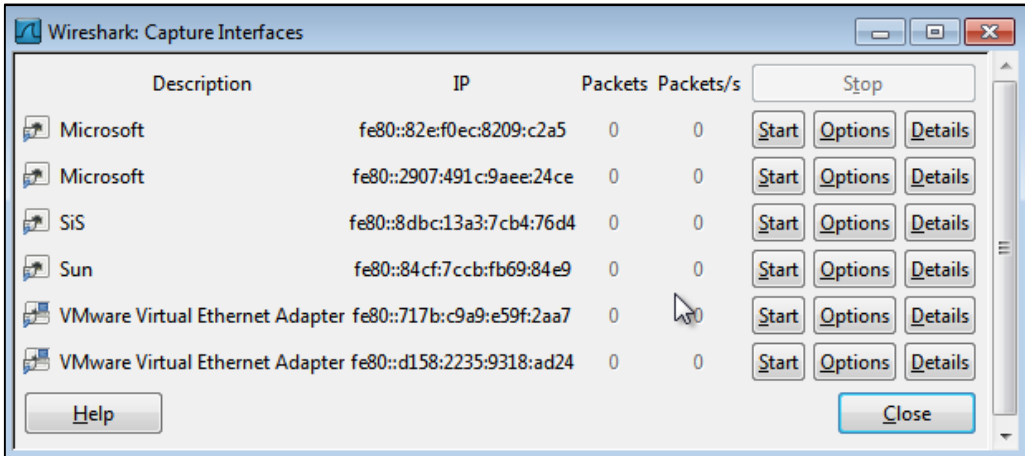 Wireshark: Capture Interfaces
Description IP Packets Packets/s Stop
Microsoft fe80::82e:f0ec:8209:c2a5 0 0 Start Options Details
Microsoft fe80::2907:491c:9aee:24ce 0 0 Start Options Details
SiS fe80::8dbc:13a3:7cb4:76d4 0 0 Start Options Details
Sun fe80::84cf:7ccb:fb69:84e9 0 0 Start Options Details
VMware Virtual Ethernet Adapter fe80::717b:c9a9:e59f:2aa7 0 0 Start Options Details
VMware Virtual Ethernet Adapter fe80::d158:2235:9318:ad24 0 0 Start Options Details
Help Close